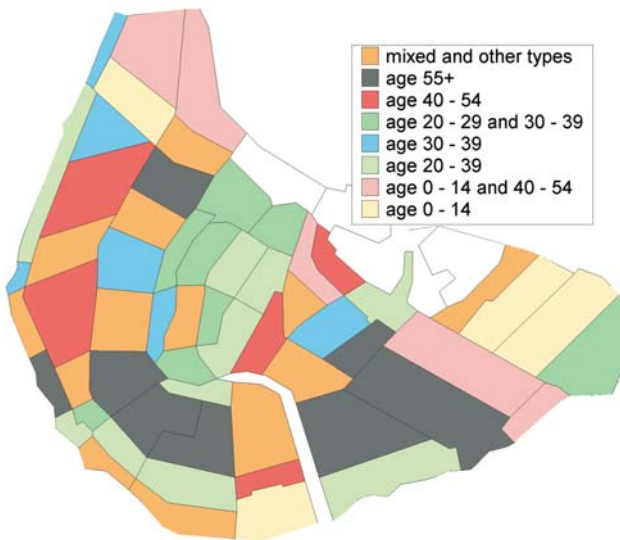 mixed and other types
age 55+
age 40 - 54
age 20 - 29 and 30 - 39
age 30 - 39
age 20 - 39
age 0 - 14 and 40 - 54
age 0 - 14